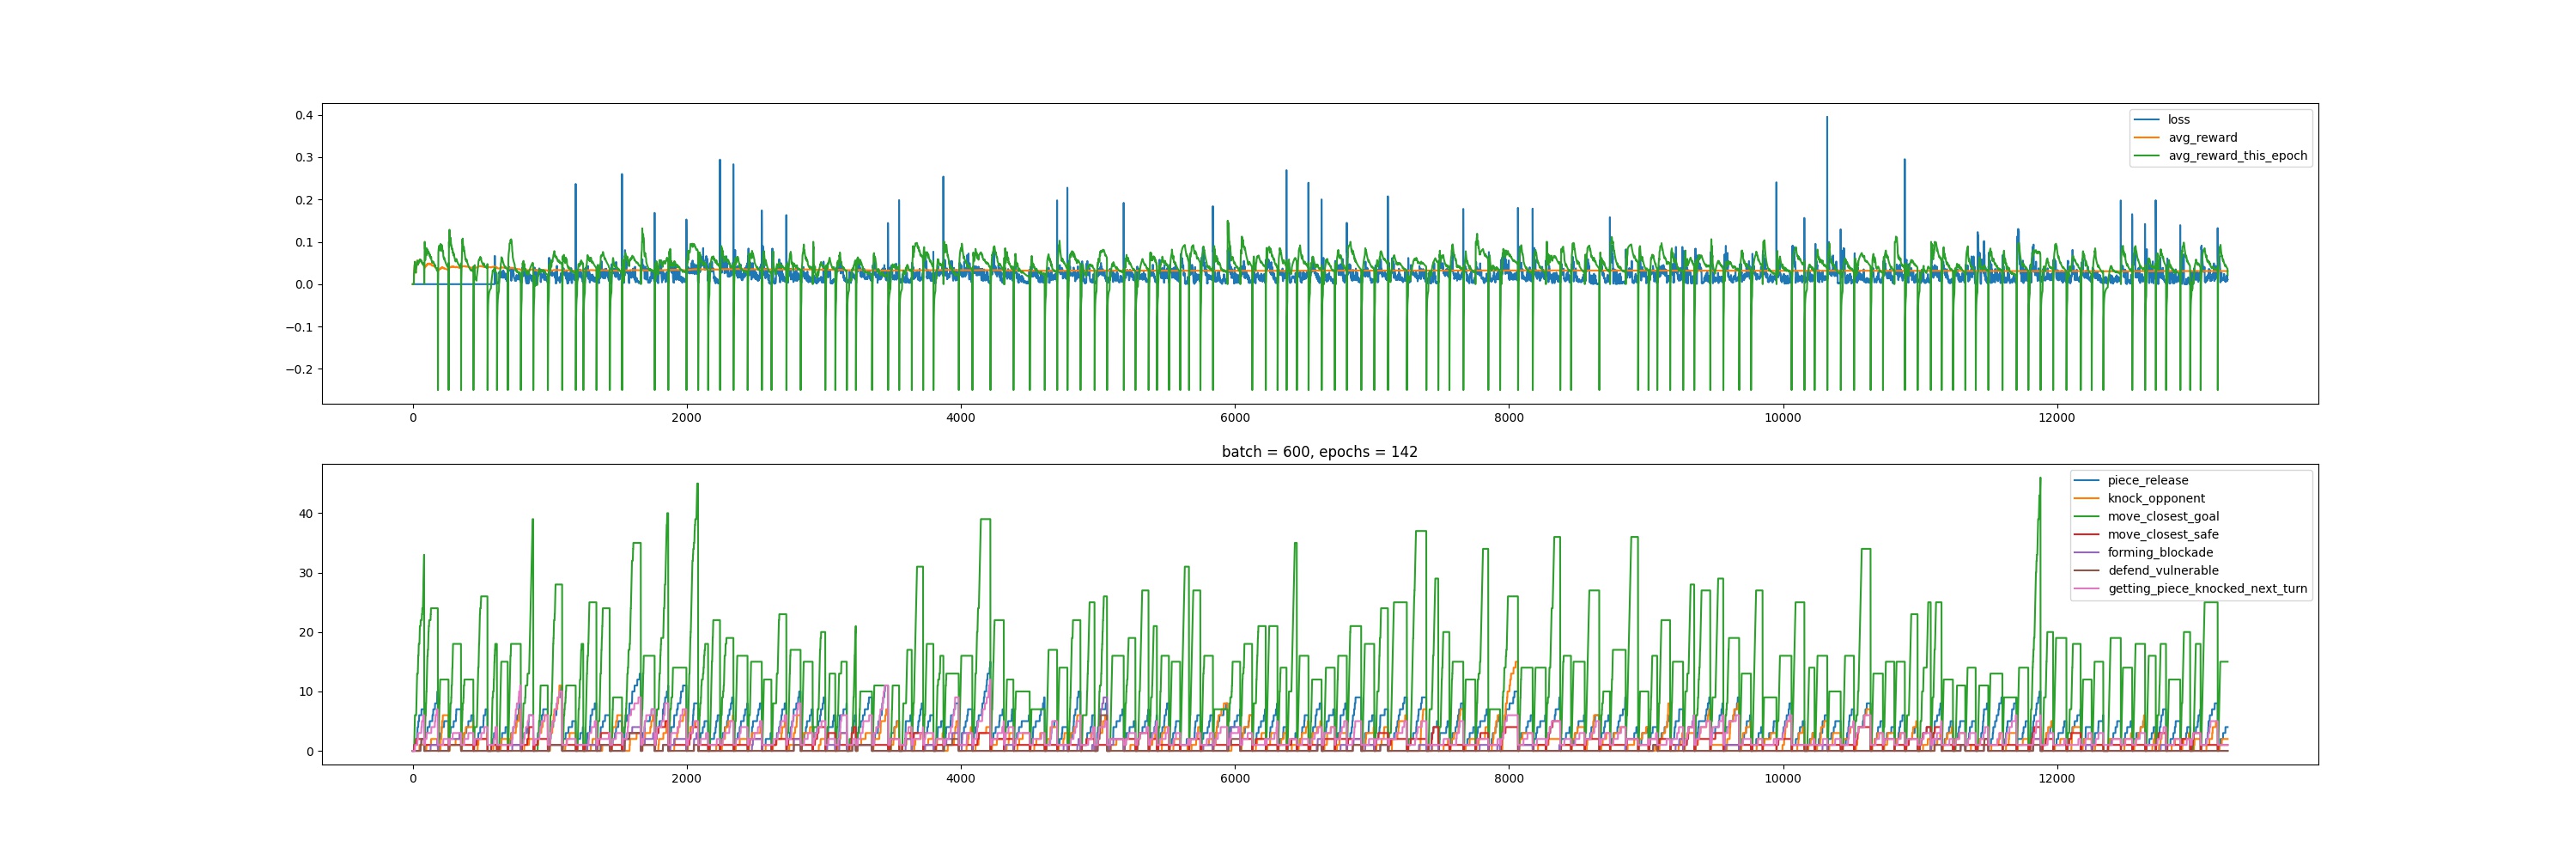 0.4
0.3
0.2
0.1
0.0
−0.1
−0.2
loss
avg_reward
avg_reward_this_epoch
0 2000 4000 6000 8000 10000 12000
batch = 600, epochs = 142
40
30
20
10
0
piece_release
knock_opponent
move_closest_goal
move_closest_safe
forming_blockade
defend_vulnerable
getting_piece_knocked_next_turn
0 2000 4000 6000 8000 10000 12000